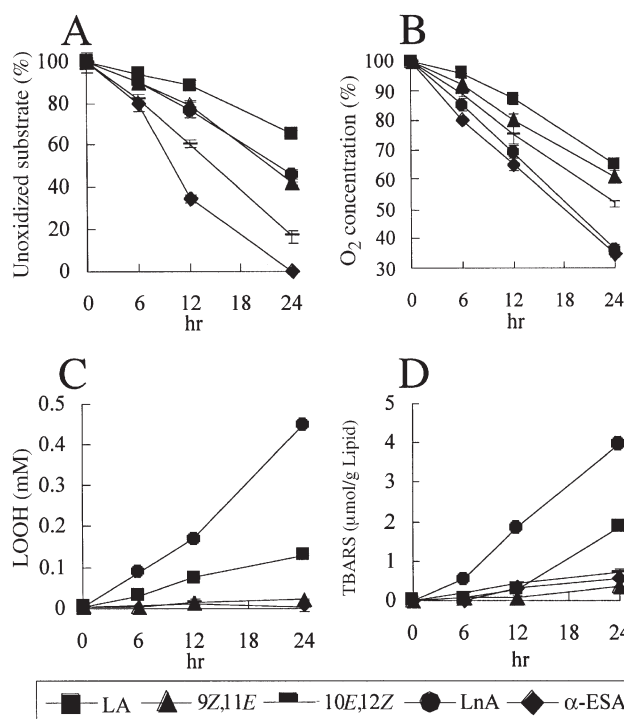 A
Unoxidized substrate (%)
100
80
60
40
20
0
0 6 12 18 24
hr
B
O2 concentration (%)
100
90
80
70
60
50
40
30
0 6 12 18 24
hr
C
LOOH (mM)
0.5
0.4
0.3
0.2
0.1
0
0 6 12 18 24
hr
D
TBARS (μmol/g Lipid)
5
4
3
2
1
0
0 6 12 18 24
hr
LA 9Z,11E 10E,12Z LnA α-ESA